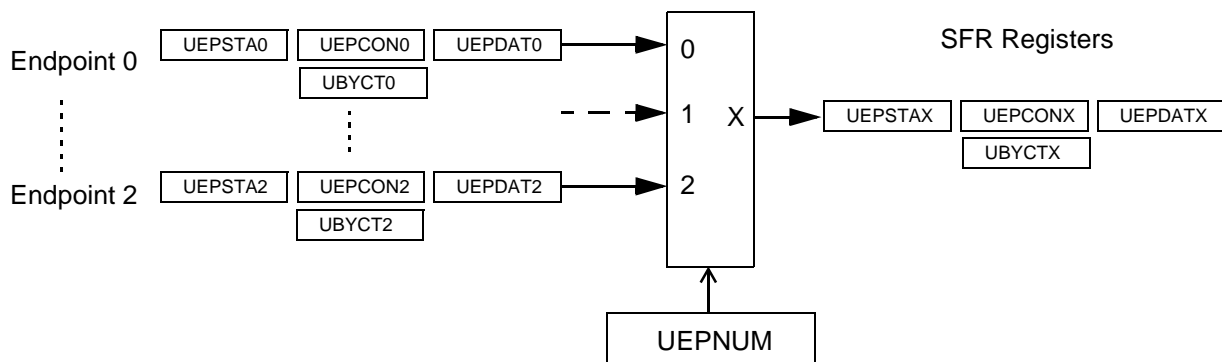 SFR Registers
Endpoint 0 UEPSTA0 UEPCON0 UEPDAT0 0
UBYCT0
1 X UEPSTAX UEPCONX UEPDATX
UBYCTX
Endpoint 2 UEPSTA2 UEPCON2 UEPDAT2 2
UBYCT2
UEPNUM